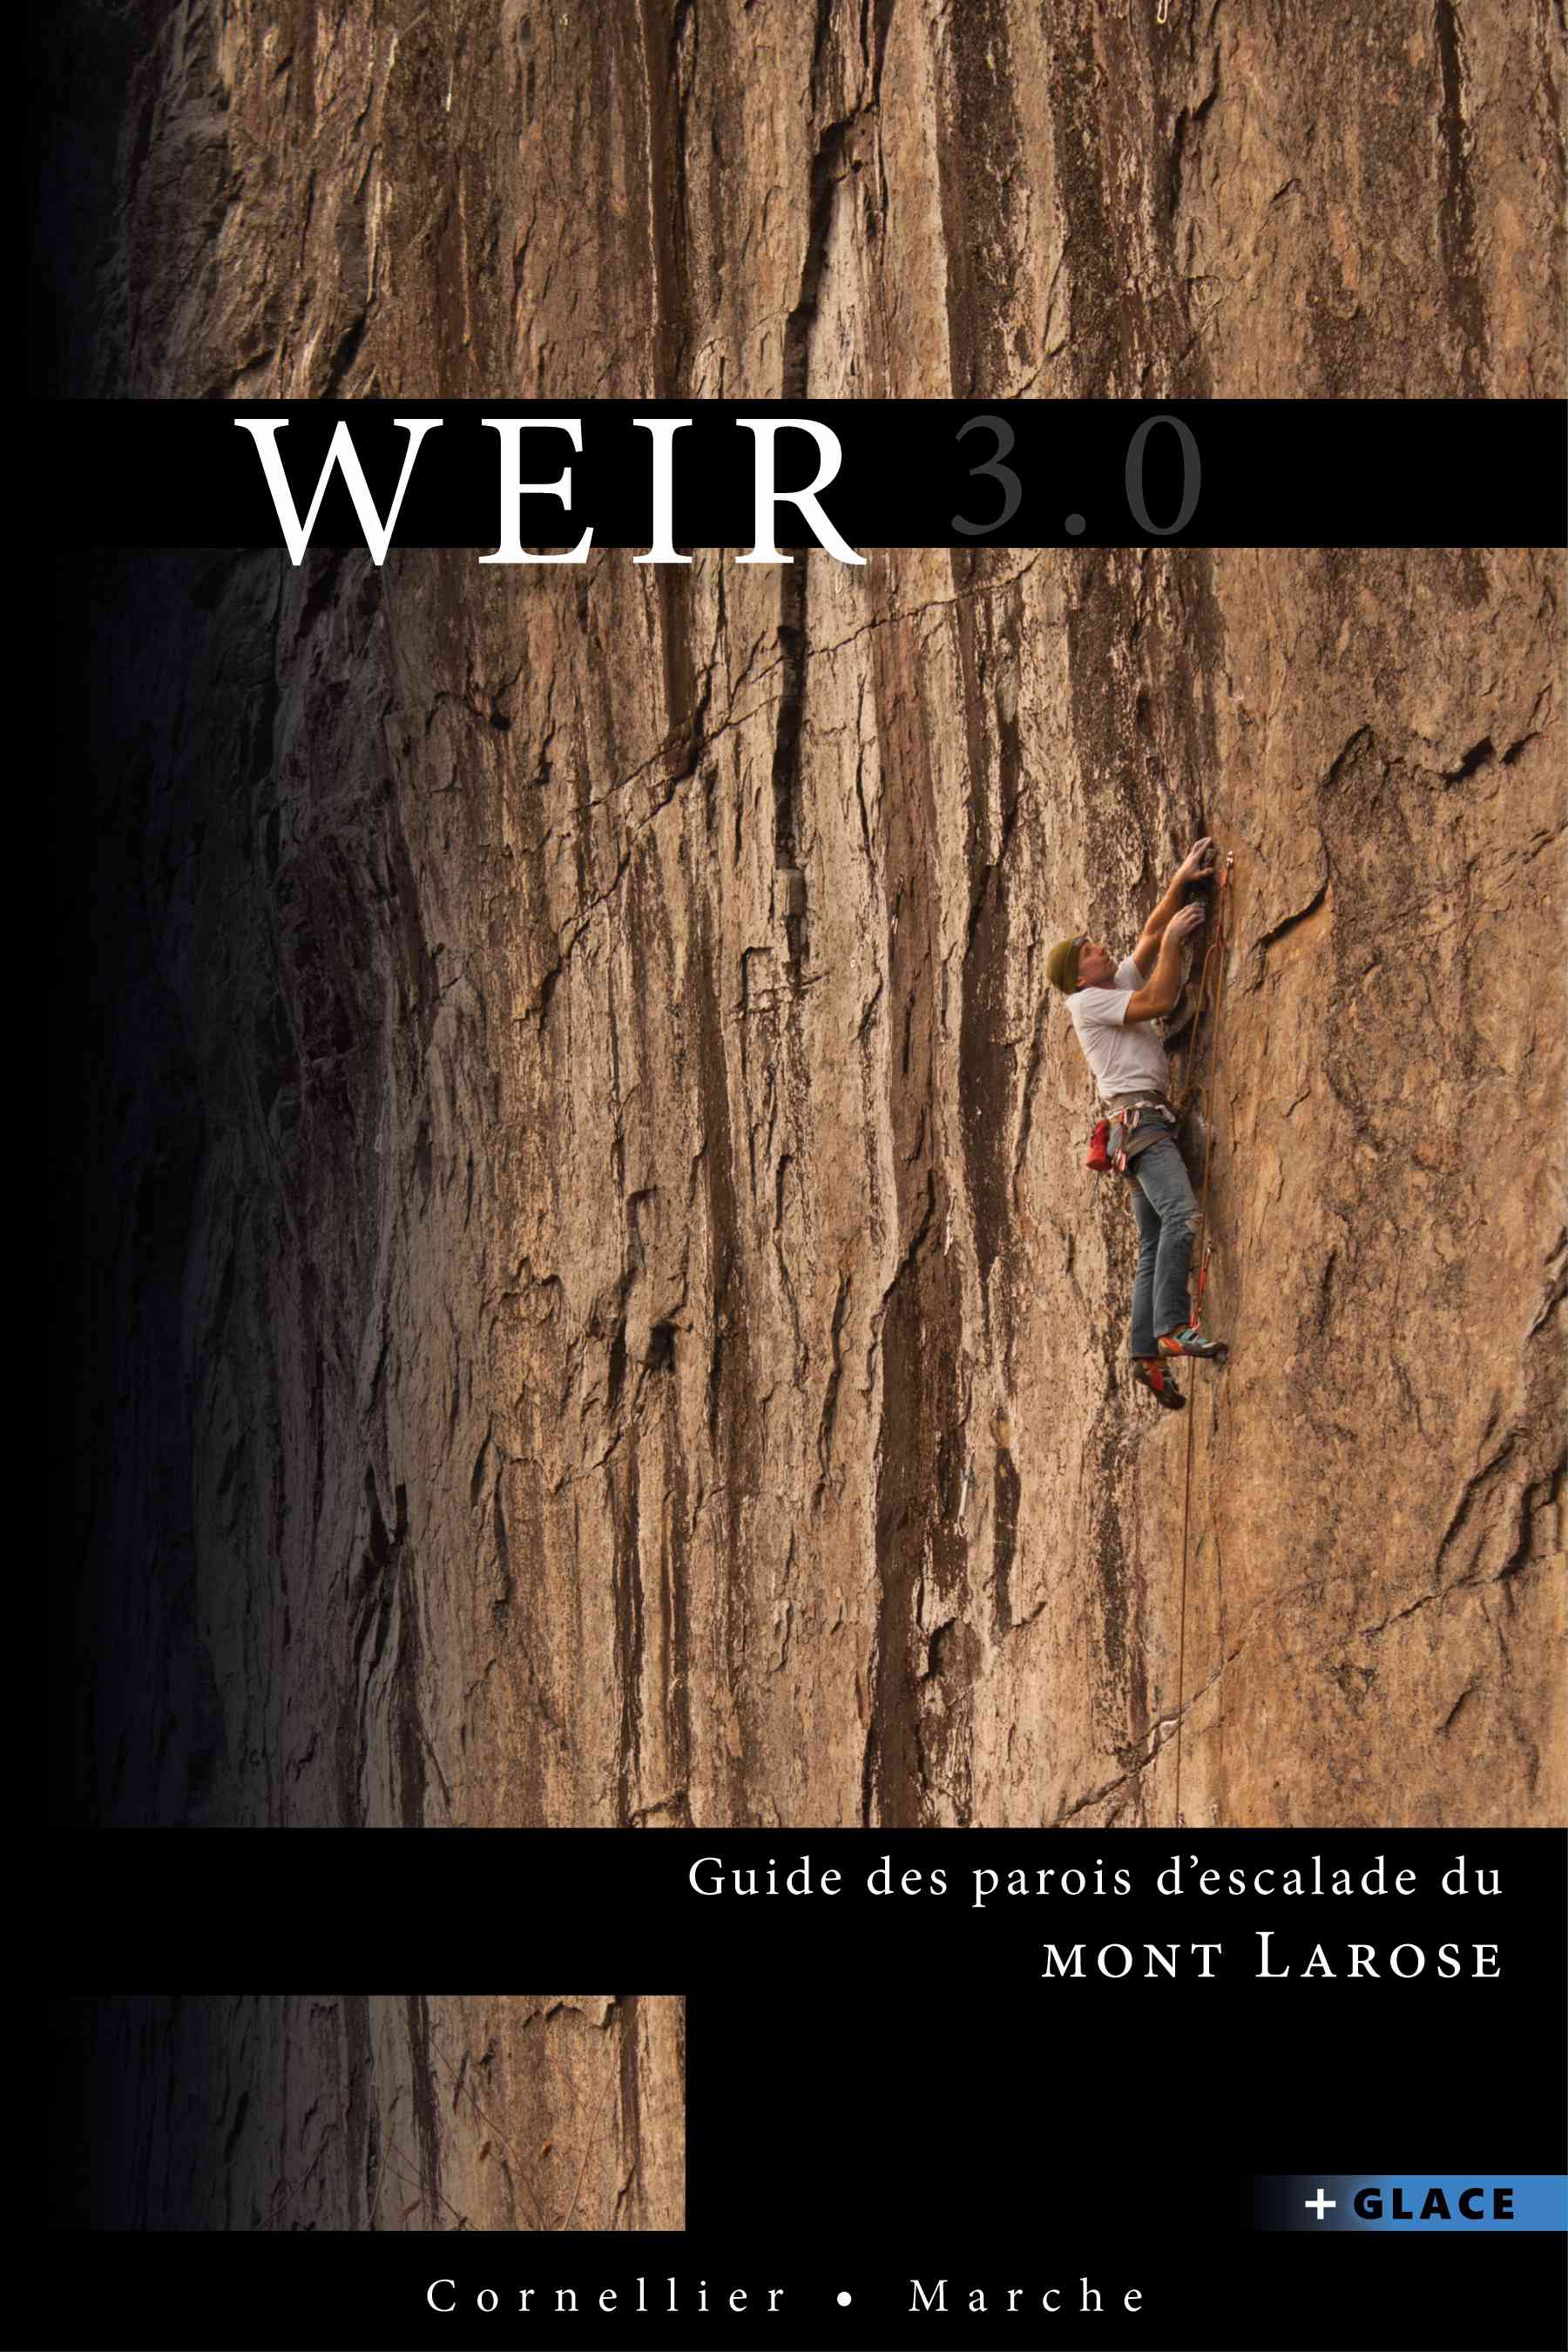 WEIR 3.0
Guide des parois d’escalade du
MONT LAROSE
+ GLACE
Cornellier • Marche